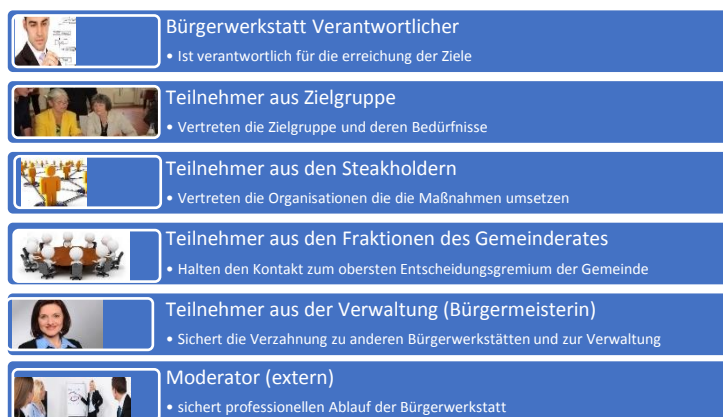 Bürgerwerkstatt Verantwortlicher
• Ist verantwortlich für die erreichung der Ziele
Teilnehmer aus Zielgruppe
• Vertreten die Zielgruppe und deren Bedürfnisse
Teilnehmer aus den Steakholdern
• Vertreten die Organisationen die die Maßnahmen umsetzen
Teilnehmer aus den Fraktionen des Gemeinderates
• Halten den Kontakt zum obersten Entscheidungsgremium der Gemeinde
Teilnehmer aus der Verwaltung (Bürgermeisterin)
• Sichert die Verzahnung zu anderen Bürgerwerkstätten und zur Verwaltung
Moderator (extern)
• sichert professionellen Ablauf der Bürgerwerkstatt